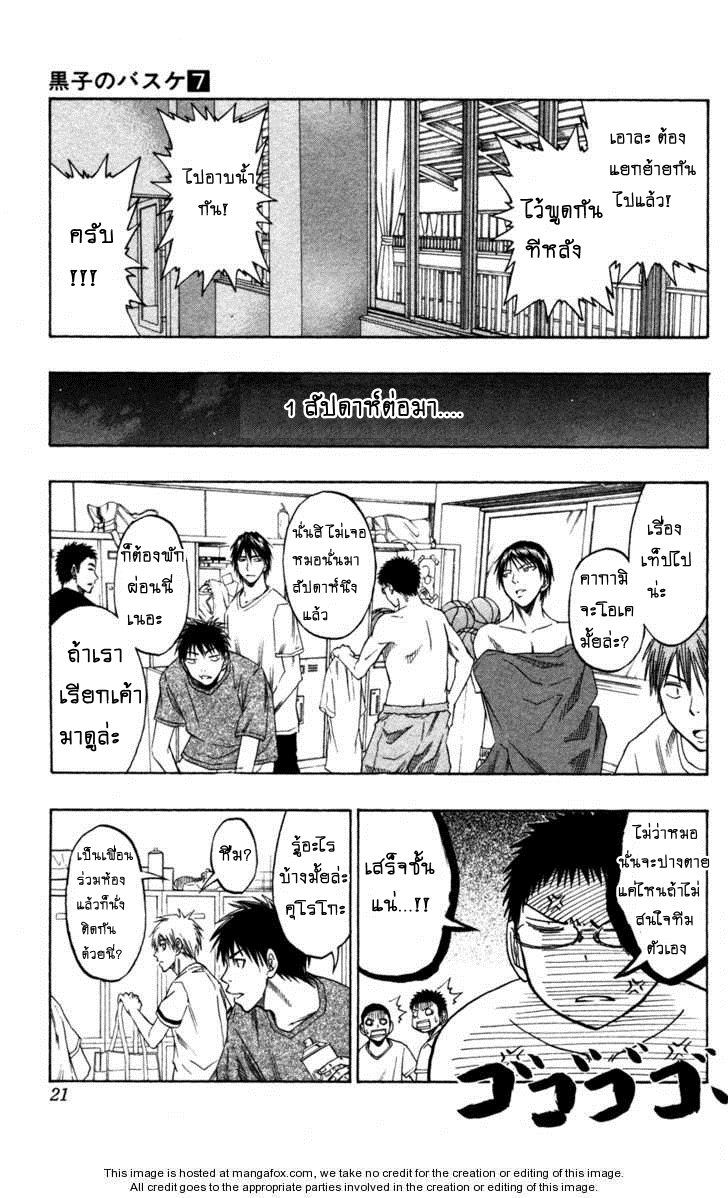 黒子のバスケ7
เอาละ ต้อง
แยกย้ายกัน
ไปแล้ว!
ไว้พูดกัน
ทีหลัง
ไปอาบน้ำ
กัน!
ครับ
!!!
1 สัปดาห์ต่อมา....
เรื่อง
เท็ปไป
น่ะ
คากามิ
จะโอเค
มั้ยล่ะ?
นั่นสิ ไม่เจอ
หมอนั่นมา
สัปดาห์นึง
แล้ว
ก็ต้องพัก
ผ่อนนี่
เนอะ
ถ้าเรา
เรียกเค้า
มาดูล่ะ
ไม่ว่าหมอ
นั่นจะปางตาย
แค่ไหนถ้าไม่
สนใจทีม
ตัวเอง
เสร็จชั้น
แน่...!!
ゴゴゴゴ、
รู้อะไร
บ้างมั้ยล่ะ
คุโรโกะ
หืม?
เป็นเพื่อน
ร่วมห้อง
แล้วก็นั่ง
ติดกัน
ด้วยนี่?
21
This image is hosted at mangafox.com, we take no credit for the creation or editing of this image.
All credit goes to the appropriate parties involved in the creation or editing of this image.